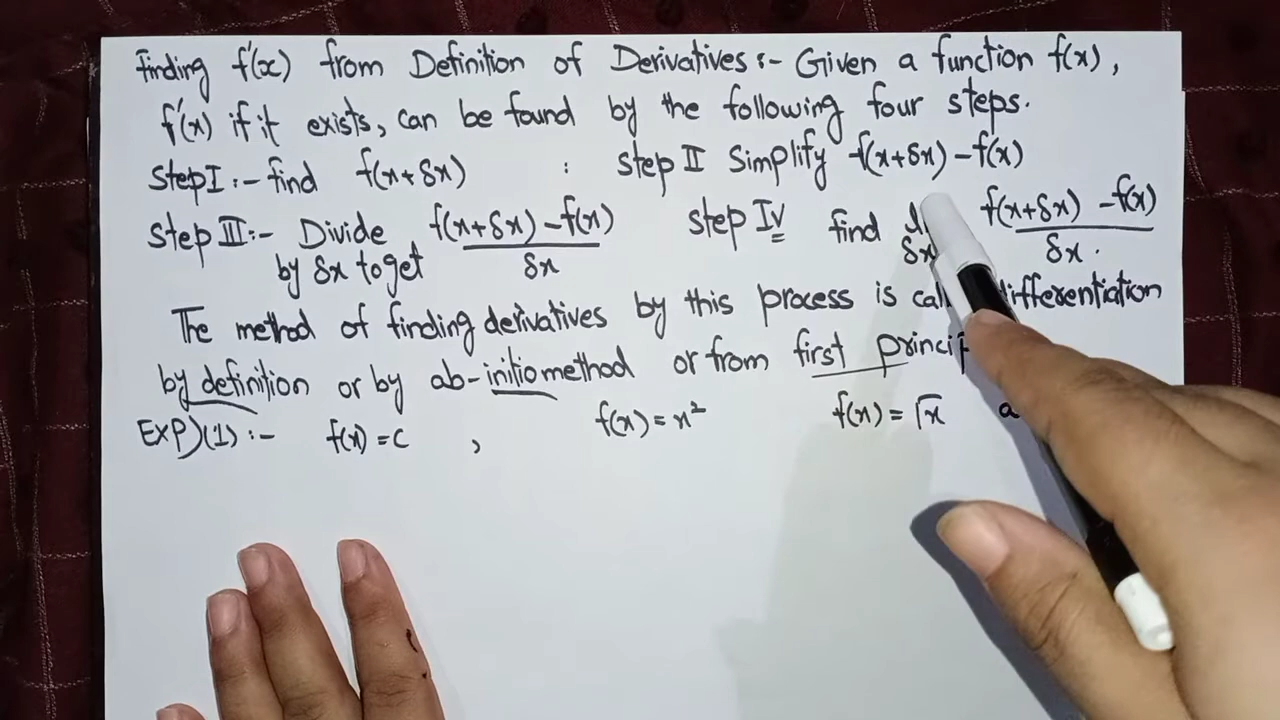 Finding f'(x) from Definition of Derivatives :- Given a function f(x),
f'(x) if it exists, can be found by the following four steps.
Step I :- find f(x+δx) : step II Simplify f(x+δx) - f(x)
Step III :- Divide by δx to get f(x+δx) - f(x) / δx step IV find δx f(x+δx) - f(x) / δx.
The method of finding derivatives by this process is differentiation
by definition or by ab-initio method or from first
EXP)(1) :- f(x) = c , f(x) = x² f(x) = √x